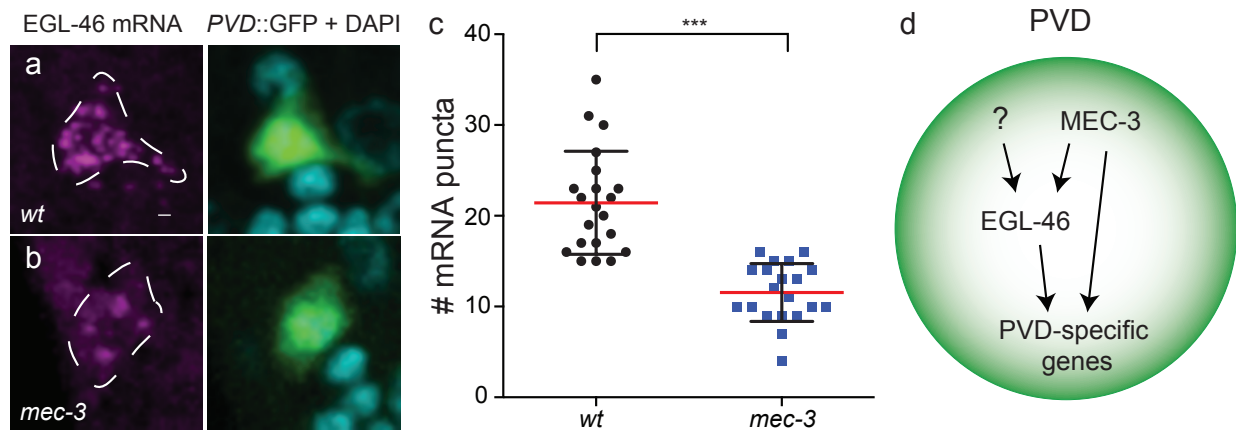 EGL-46 mRNA
PVD::GFP + DAPI
a
wt
b
mec-3
c
***
# mRNA puncta
40
30
20
10
0
wt
mec-3
d
PVD
?
MEC-3
EGL-46
PVD-specific
genes